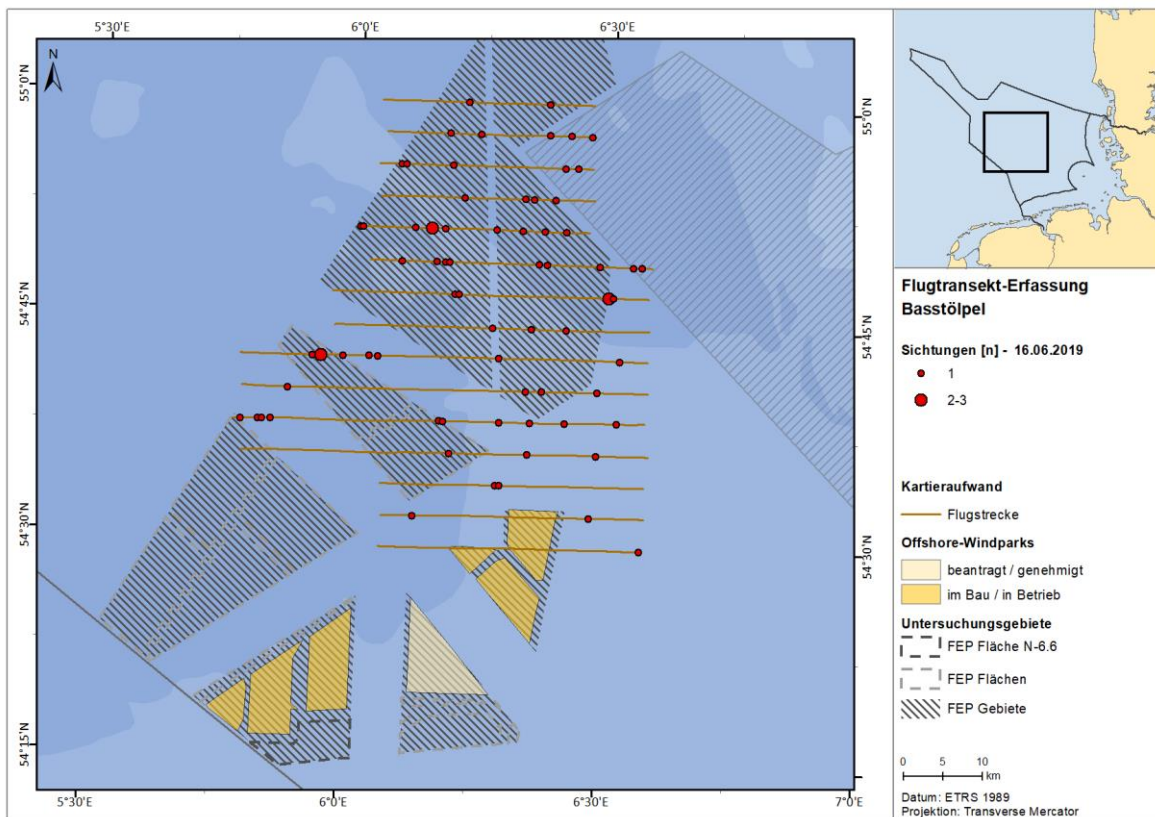 5°30'E
6°0'E
6°30'E
N
55°0'N
54°45'N
54°30'N
54°15'N
55°0'N
54°45'N
54°30'N
5°30'E
6°0'E
6°30'E
7°0'E
Flugtransekt-Erfassung
Basstölpel
Sichtungen [n] - 16.06.2019
1
2-3
Kartieraufwand
Flugstrecke
Offshore-Windparks
beantragt / genehmigt
im Bau / in Betrieb
Untersuchungsgebiete
FEP Fläche N-6.6
FEP Flächen
FEP Gebiete
0 5 10
km
Datum: ETRS 1989
Projektion: Transverse Mercator